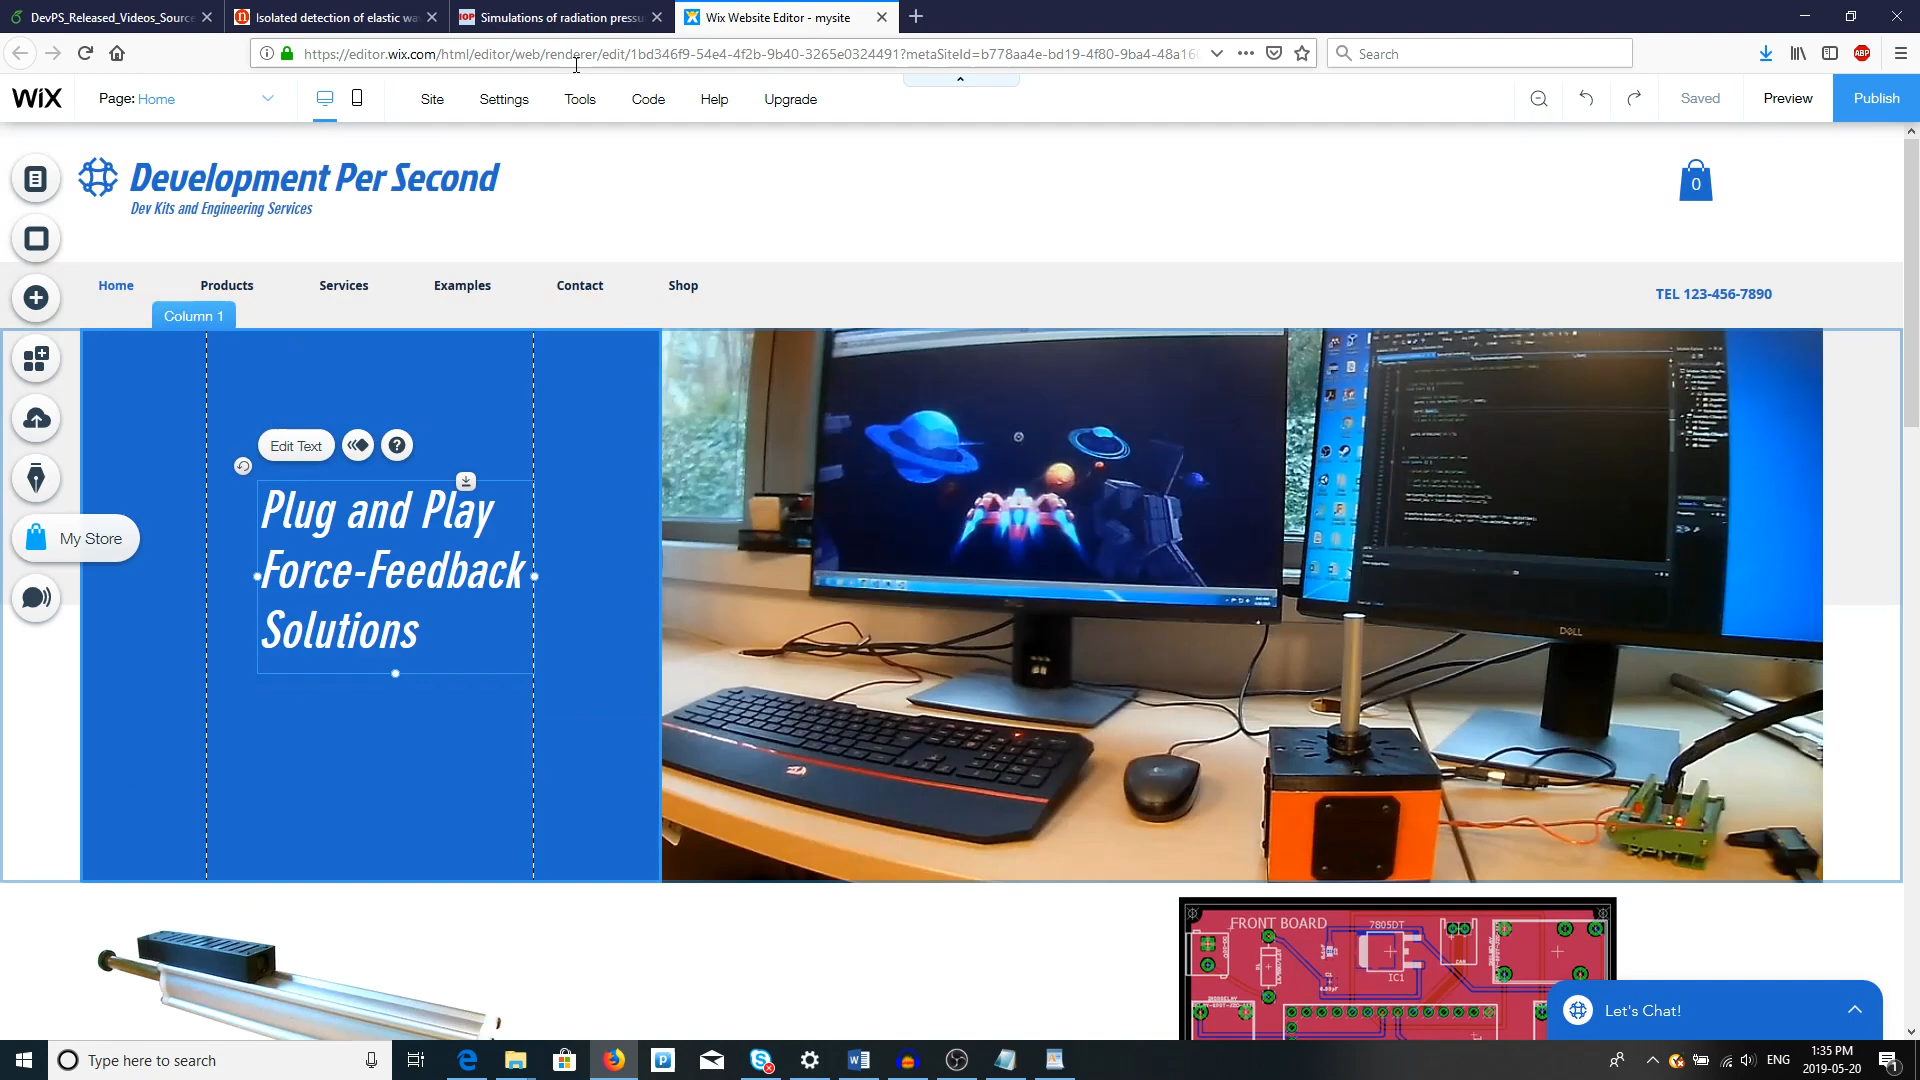 DevPS_Released_Videos_Source
Isolated detection of elastic wa
IOP Simulations of radiation pressu
Wix Website Editor - mysite
https://editor.wix.com/html/editor/web/renderer/edit/1bd346f9-54e4-4f2b-9b40-3265e0324491?metaSiteId=b778aa4e-bd19-4f80-9ba4-48a16
Search
ABP
WiX
Page: Home
Site
Settings
Tools
Code
Help
Upgrade
Saved
Preview
Publish
Development Per Second
Dev Kits and Engineering Services
0
Home
Products
Services
Examples
Contact
Shop
TEL 123-456-7890
Column 1
Edit Text
?
Plug and Play
Force-Feedback
Solutions
My Store
DELL
FRONT BOARD
7805DT
IC1
Let's Chat!
Type here to search
ENG
1:35 PM
2019-05-20
1